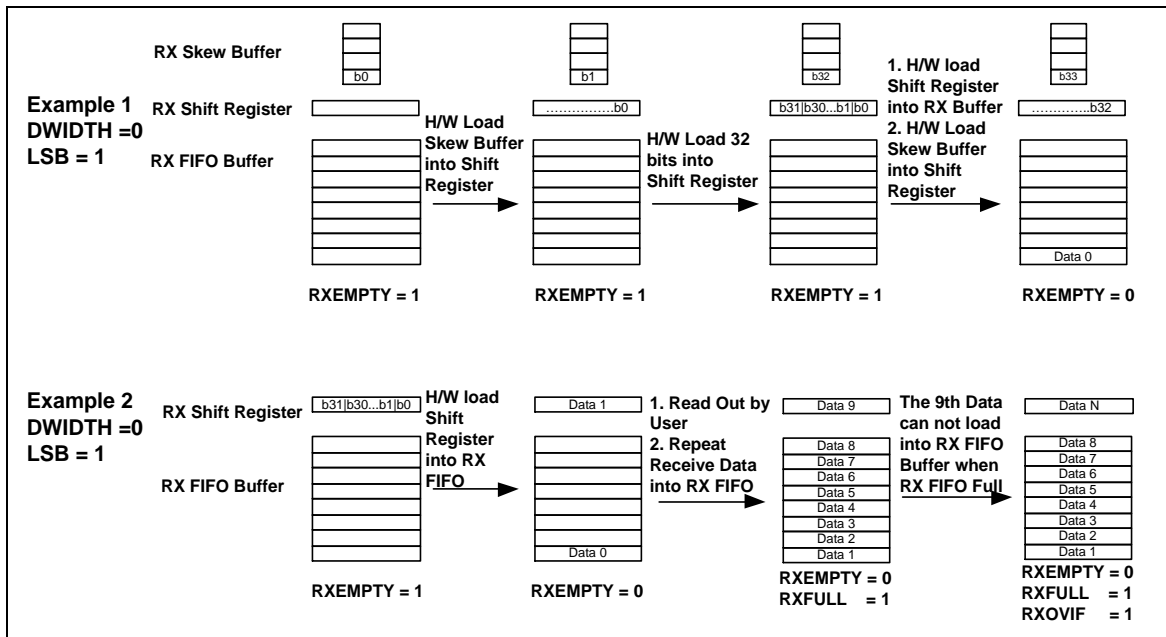 RX Skew Buffer
b0
b1
b32
b33
Example 1
DWIDTH =0
LSB = 1
RX Shift Register
RX FIFO Buffer
H/W Load
Skew Buffer
into Shift
Register
................b0
H/W Load 32
bits into
Shift Register
b31|b30...b1|b0
1. H/W load
Shift Register
into RX Buffer
2. H/W Load
Skew Buffer
into Shift
Register
..............b32
Data 0
RXEMPTY = 1
RXEMPTY = 1
RXEMPTY = 1
RXEMPTY = 0
Example 2
DWIDTH =0
LSB = 1
RX Shift Register
RX FIFO Buffer
b31|b30...b1|b0
RXEMPTY = 1
H/W load
Shift
Register
into RX
FIFO
Data 1
Data 0
RXEMPTY = 0
1. Read Out by
User
2. Repeat
Receive Data
into RX FIFO
Data 9
Data 8
Data 7
Data 6
Data 5
Data 4
Data 3
Data 2
Data 1
RXEMPTY = 0
RXFULL = 1
The 9th Data
can not load
into RX FIFO
Buffer when
RX FIFO Full
Data N
Data 8
Data 7
Data 6
Data 5
Data 4
Data 3
Data 2
Data 1
RXEMPTY = 0
RXFULL = 1
RXOVIF = 1